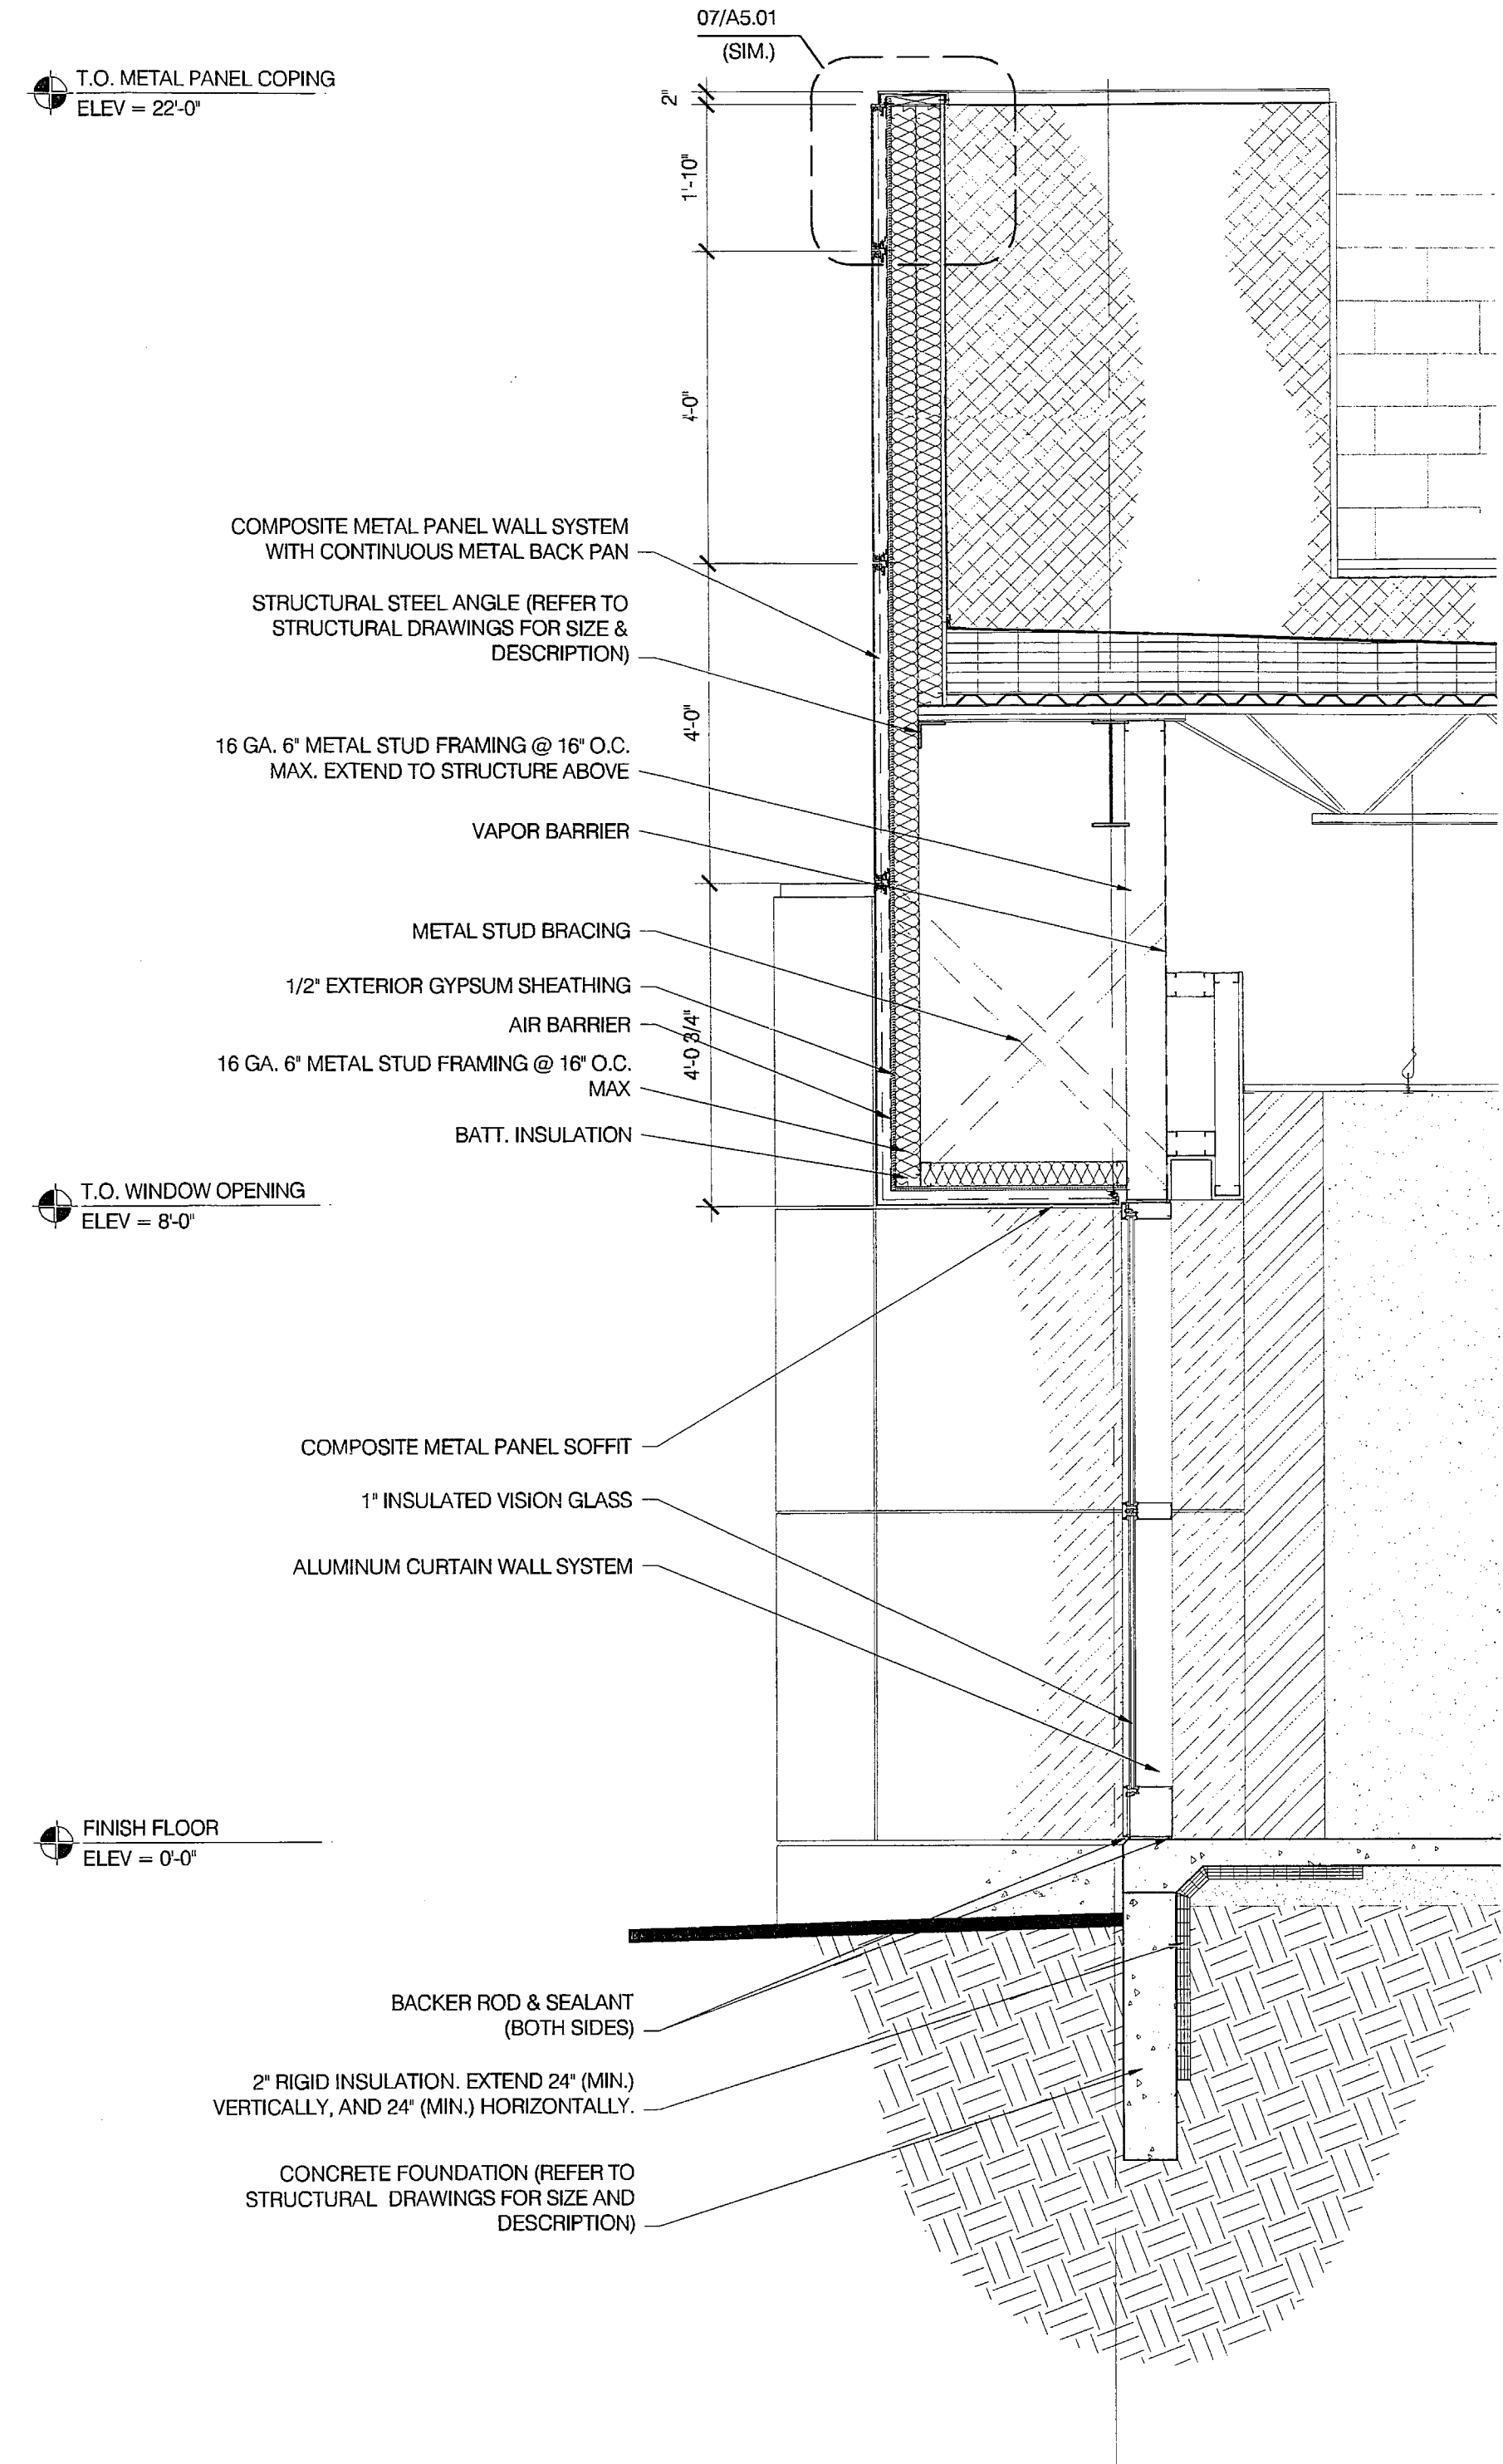 07/A5.01
(SIM.)
T.O. METAL PANEL COPING
ELEV = 22'-0"
2"
1'-10"
4'-0"
COMPOSITE METAL PANEL WALL SYSTEM
WITH CONTINUOUS METAL BACK PAN
STRUCTURAL STEEL ANGLE (REFER TO
STRUCTURAL DRAWINGS FOR SIZE &
DESCRIPTION)
4'-0"
16 GA. 6" METAL STUD FRAMING @ 16" O.C.
MAX. EXTEND TO STRUCTURE ABOVE
VAPOR BARRIER
METAL STUD BRACING
1/2" EXTERIOR GYPSUM SHEATHING
AIR BARRIER
4'-0 3/4"
16 GA. 6" METAL STUD FRAMING @ 16" O.C.
MAX
BATT. INSULATION
T.O. WINDOW OPENING
ELEV = 8'-0"
COMPOSITE METAL PANEL SOFFIT
1" INSULATED VISION GLASS
ALUMINUM CURTAIN WALL SYSTEM
FINISH FLOOR
ELEV = 0'-0"
BACKER ROD & SEALANT
(BOTH SIDES)
2" RIGID INSULATION. EXTEND 24" (MIN.)
VERTICALLY, AND 24" (MIN.) HORIZONTALLY.
CONCRETE FOUNDATION (REFER TO
STRUCTURAL DRAWINGS FOR SIZE AND
DESCRIPTION)